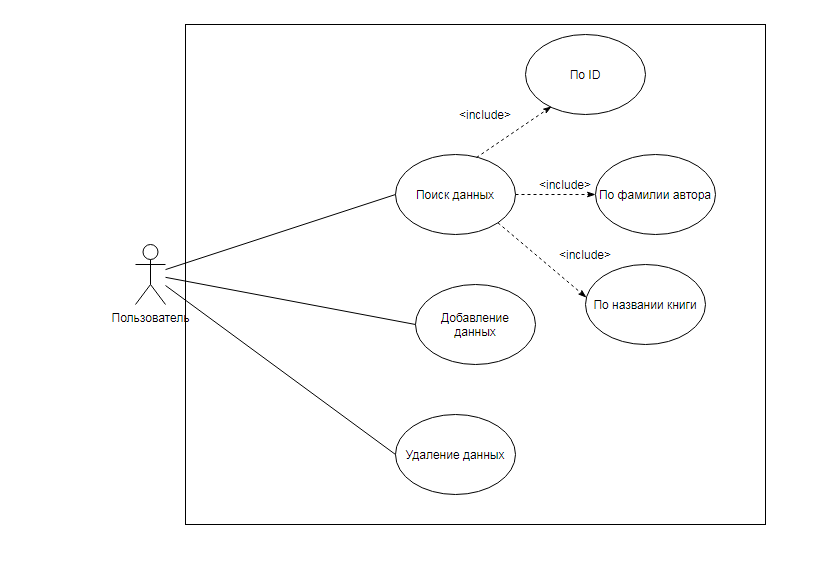 По ID
<include>
Поиск данных
<include>
По фамилии автора
<include>
По названии книги
Пользователь
Добавление
данных
Удаление данных